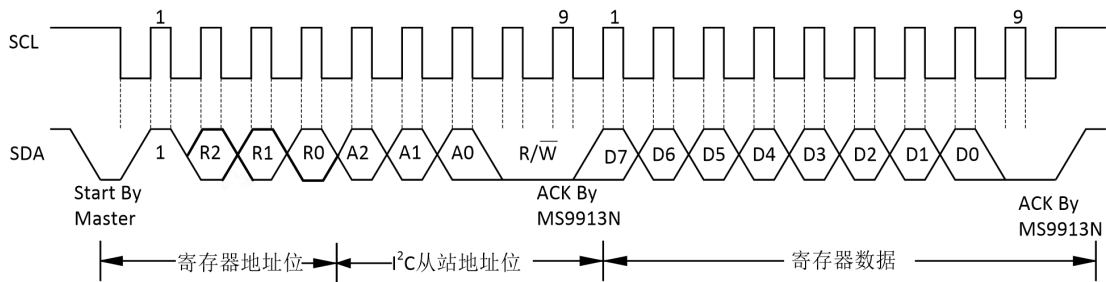 1 9 1 9
SCL
SDA 1 R2 R1 R0 A2 A1 A0 R/W̅ D7 D6 D5 D4 D3 D2 D1 D0
Start By
Master
ACK By
MS9913N
ACK By
MS9913N
寄存器地址位 I²C从站地址位 寄存器数据